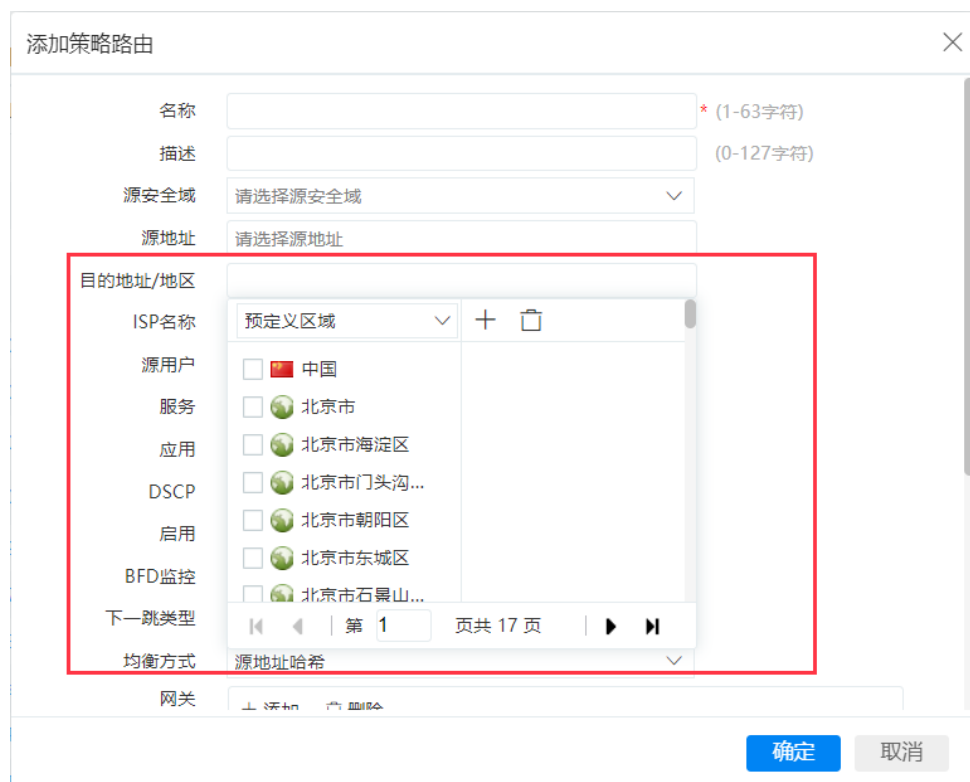 添加策略路由
名称 * (1-63字符)
描述 (0-127字符)
源安全域 请选择源安全域
源地址 请选择源地址
目的地址/地区
ISP名称 预定义区域
源用户 中国
服务 北京市
应用 北京市海淀区
DSCP 北京市门头沟...
启用 北京市朝阳区
BFD监控 北京市东城区
北京市石景山...
下一跳类型 第 1 页共 17 页
均衡方式 源地址哈希
网关 添加 删除
确定 取消